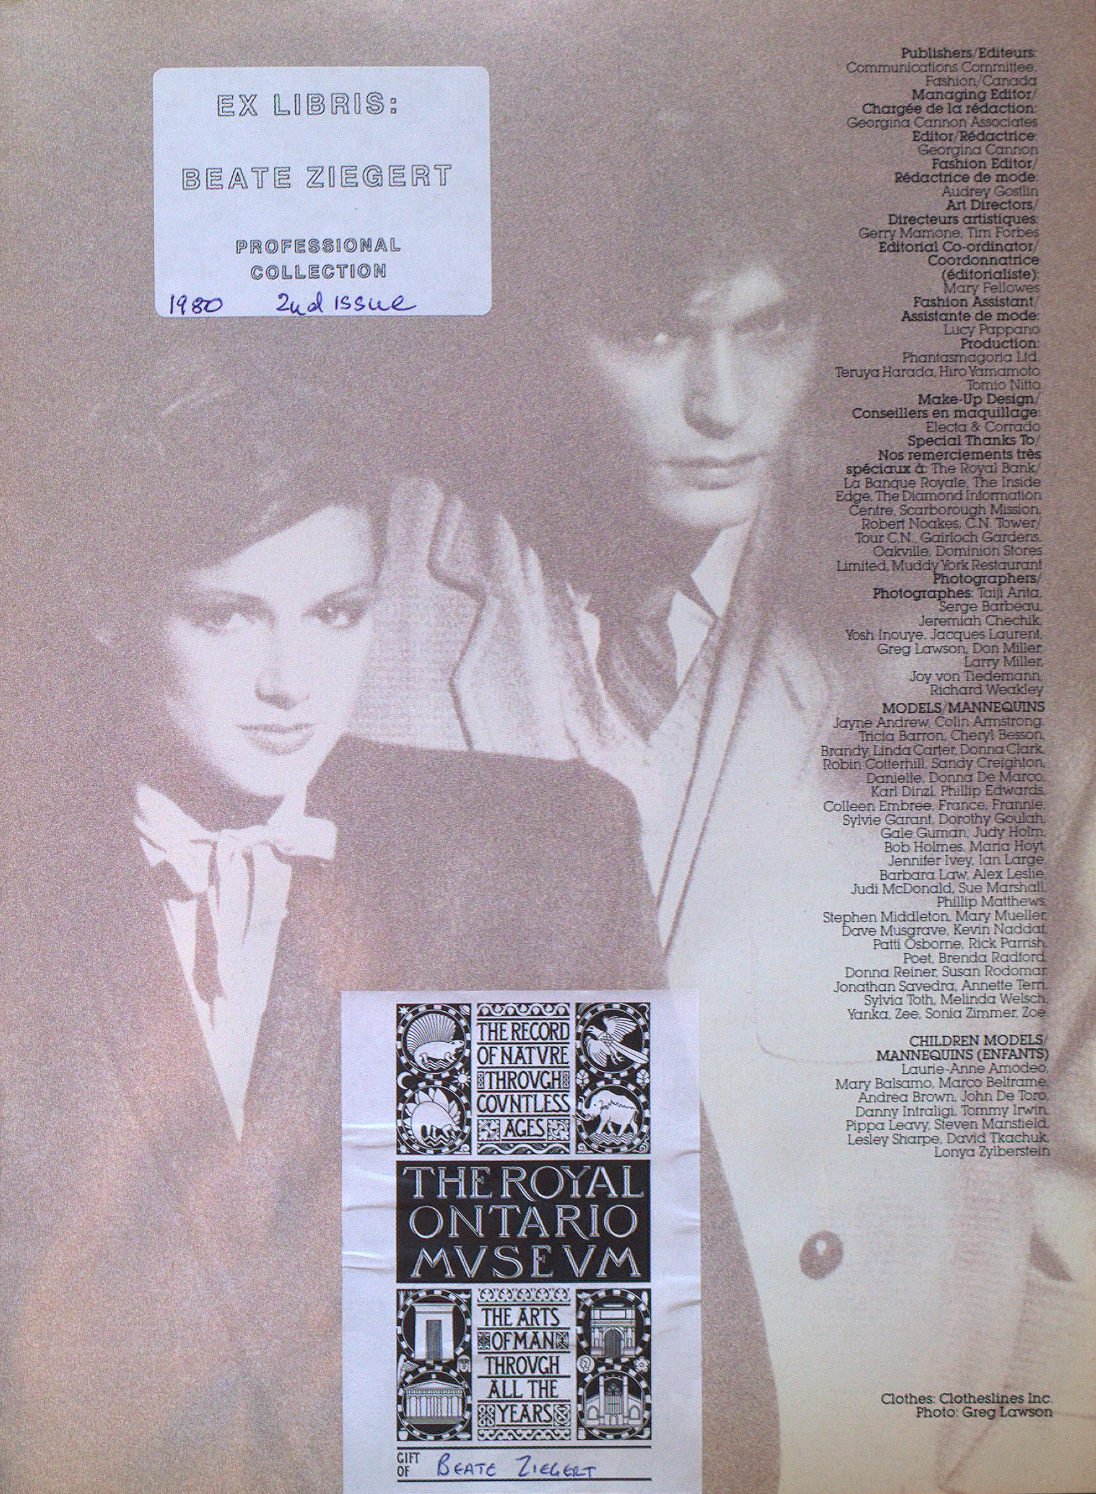 EX LIBRIS:
BEATE ZIEGERT
PROFESSIONAL
COLLECTION
1980 2nd issue
Publishers/Editeurs:
Communications Committee,
Fashion/Canada
Managing Editor/
Chargée de la rédaction:
Georgina Cannon Associates
Editor/Rédactrice:
Georgina Cannon
Fashion Editor/
Rédactrice de mode:
Audrey Gostlin
Art Directors/
Directeurs artistiques:
Gerry Mamone, Tim Forbes
Editorial Co-ordinator/
Coordonnatrice
(éditorialiste):
Mary Fellowes
Fashion Assistant/
Assistante de mode:
Lucy Pappano
Production:
Phantasmagoria Ltd.
Teruya Harada, Hiro Yamamoto
Tomio Nitto
Make-Up Design/
Conseillers en maquillage:
Electa & Corrado
Special Thanks To/
Nos remerciements très
spéciaux à: The Royal Bank/
La Banque Royale, The Inside
Edge, The Diamond Information
Centre, Scarborough Mission,
Robert Noakes, C.N. Tower/
Tour C.N., Gairloch Gardens,
Oakville, Dominion Stores
Limited, Muddy York Restaurant
Photographers/
Photographes: Taiji Arita,
Serge Barbeau,
Jeremiah Chechik,
Yosh Inouye, Jacques Laurent,
Greg Lawson, Don Miller,
Larry Miller,
Joy von Tiedemann,
Richard Weakley
MODELS/MANNEQUINS
Jayne Andrew, Colin Armstrong,
Tricia Barron, Cheryl Besson,
Brandy, Linda Carter, Donna Clark,
Robin Cotterhill, Sandy Creighton,
Danielle, Donna De Marco,
Karl Dinzl, Phillip Edwards,
Colleen Embree, France, Frannie,
Sylvie Garant, Dorothy Goulah,
Gale Guman, Judy Holm,
Bob Holmes, Maria Hoyt,
Jennifer Ivey, Ian Large,
Barbara Law, Alex Leslie,
Judi McDonald, Sue Marshall,
Phillip Matthews,
Stephen Middleton, Mary Mueller,
Dave Musgrave, Kevin Naddaf,
Patti Osborne, Rick Parrish,
Poet, Brenda Radford,
Donna Reiner, Susan Rodomar,
Jonathan Savedra, Annette Terri,
Sylvia Toth, Melinda Welsch,
Yanka, Zee, Sonia Zimmer, Zoe
CHILDREN MODELS/
MANNEQUINS (ENFANTS)
Laurie-Anne Amodeo,
Mary Balsamo, Marco Beltrame,
Andrea Brown, John De Toro,
Danny Intraligi, Tommy Irwin,
Pippa Leavy, Steven Mansfield,
Lesley Sharpe, David Tkachuk,
Lonya Zylberstein
THE RECORD
OF NATVRE
THROVGH
COVNTLESS
AGES
THE ROYAL
ONTARIO
MVSEVM
THE ARTS
OF MAN
THROVGH
ALL THE
YEARS
GIFT
OF BEATE ZIEGERT
Clothes: Clotheslines Inc.
Photo: Greg Lawson